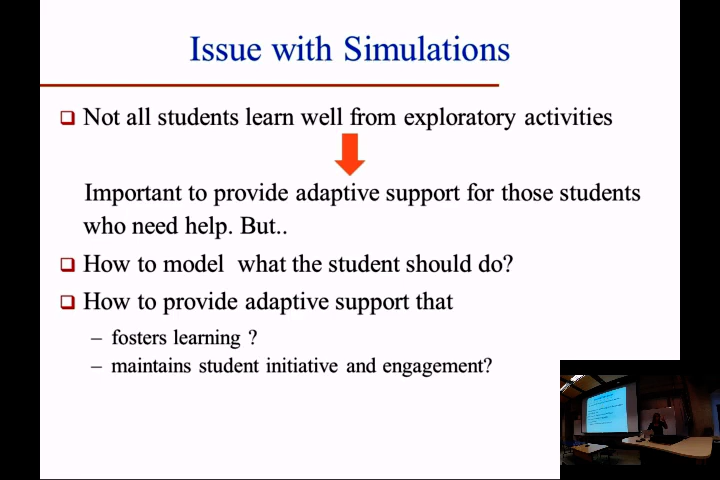 Issue with Simulations
❑ Not all students learn well from exploratory activities
Important to provide adaptive support for those students
who need help. But..
❑ How to model what the student should do?
❑ How to provide adaptive support that
– fosters learning ?
– maintains student initiative and engagement?